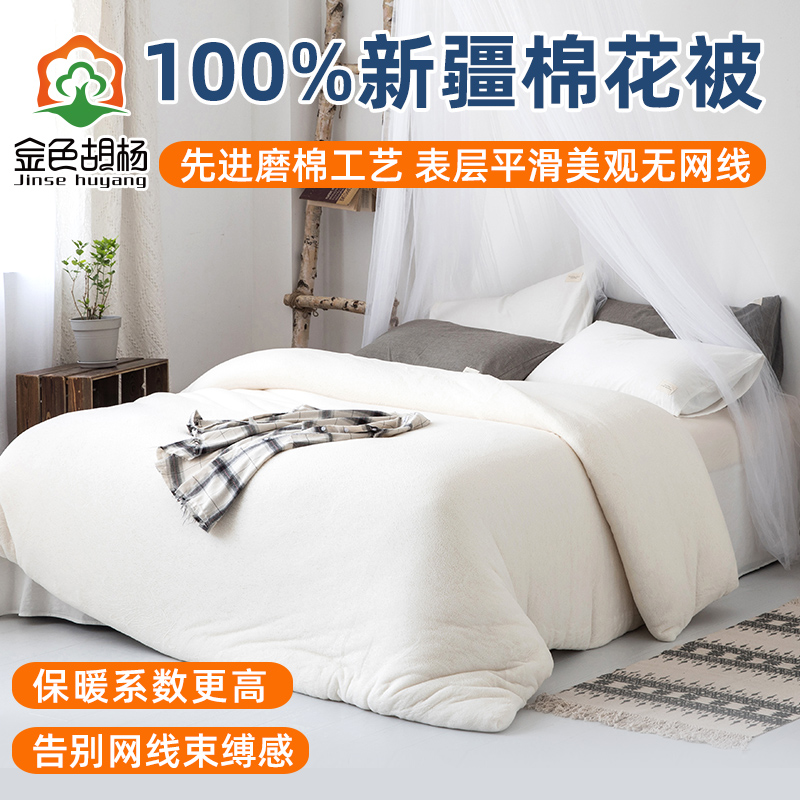 100%新疆棉花被
金色胡杨
Jinse huyang
先进磨棉工艺 表层平滑美观无网线
保暖系数更高
告别网线束缚感